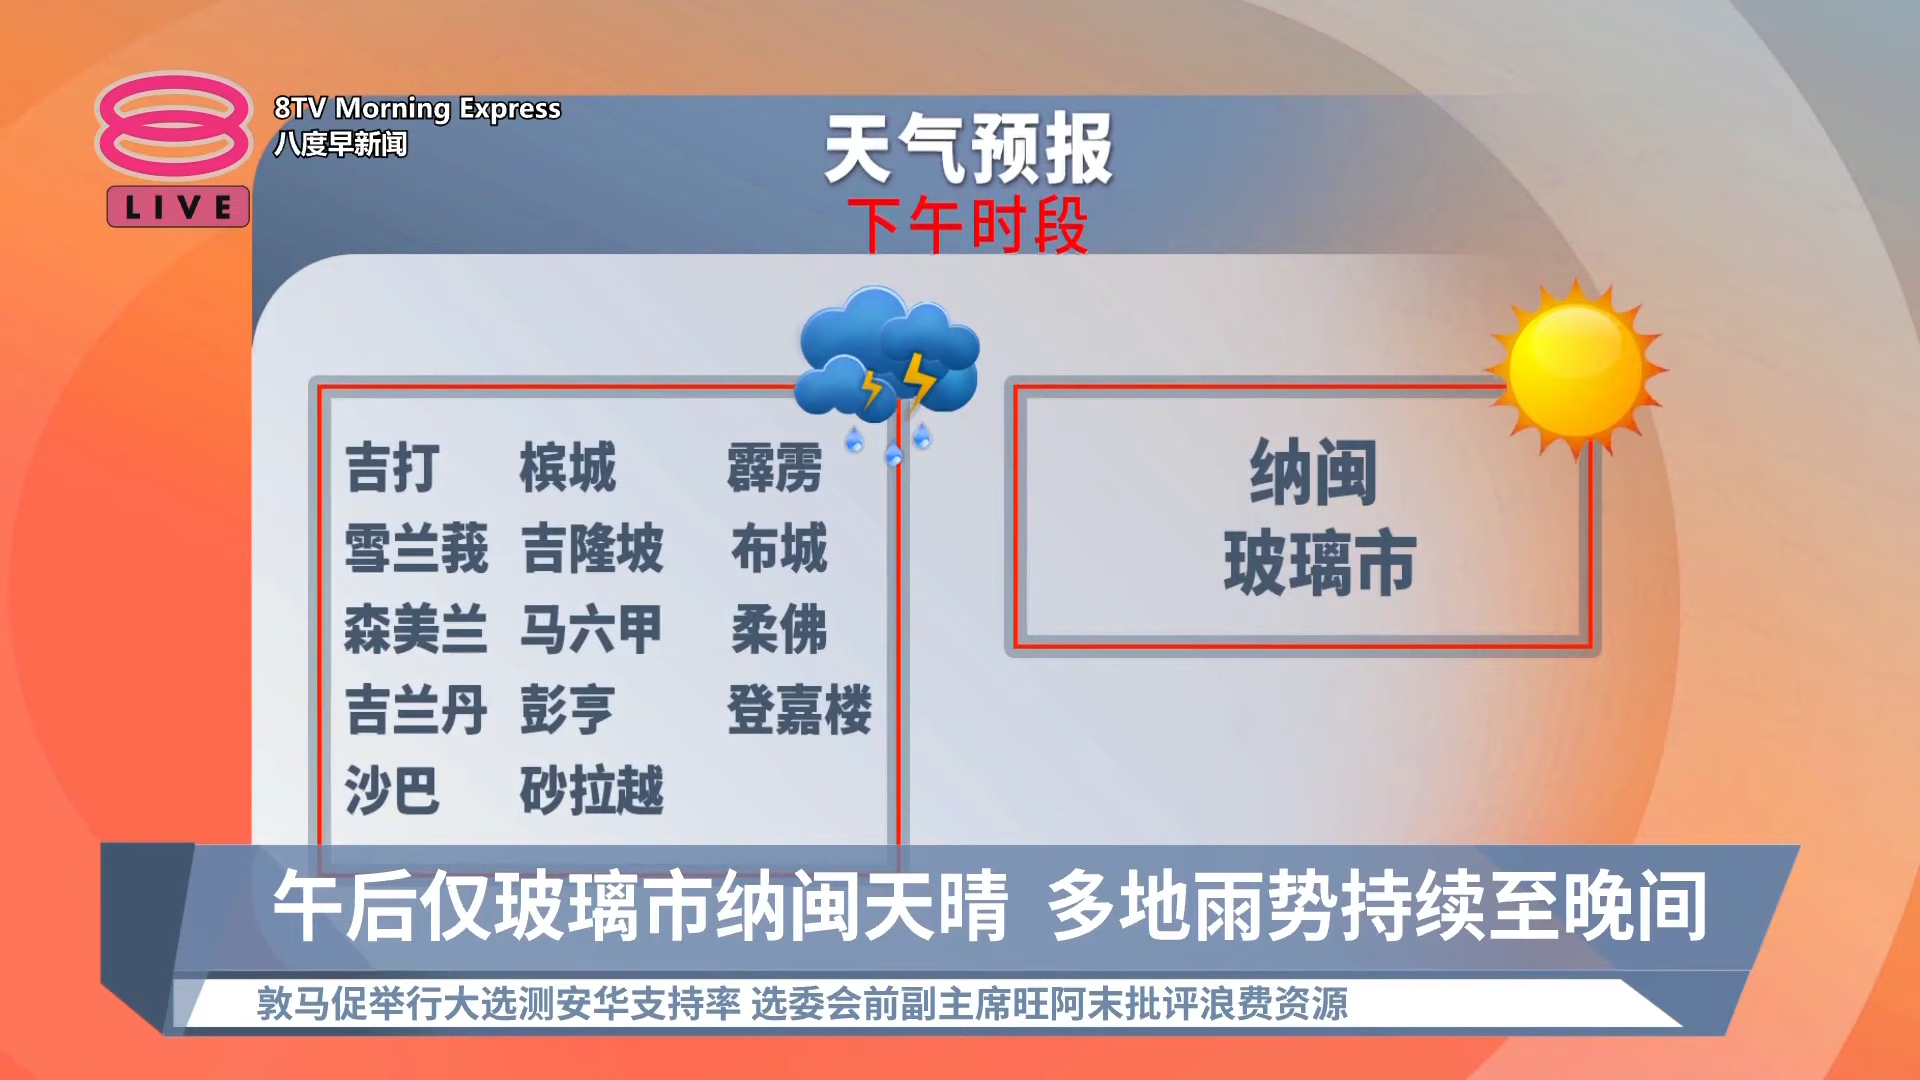 8TV Morning Express
八度早新闻
LIVE
天气预报
下午时段
吉打 槟城 霹雳
雪兰莪 吉隆坡 布城
森美兰 马六甲 柔佛
吉兰丹 彭亨 登嘉楼
沙巴 砂拉越
纳闽
玻璃市
午后仅玻璃市纳闽天晴 多地雨势持续至晚间
敦马促举行大选测安华支持率 选委会前副主席旺阿末批评浪费资源